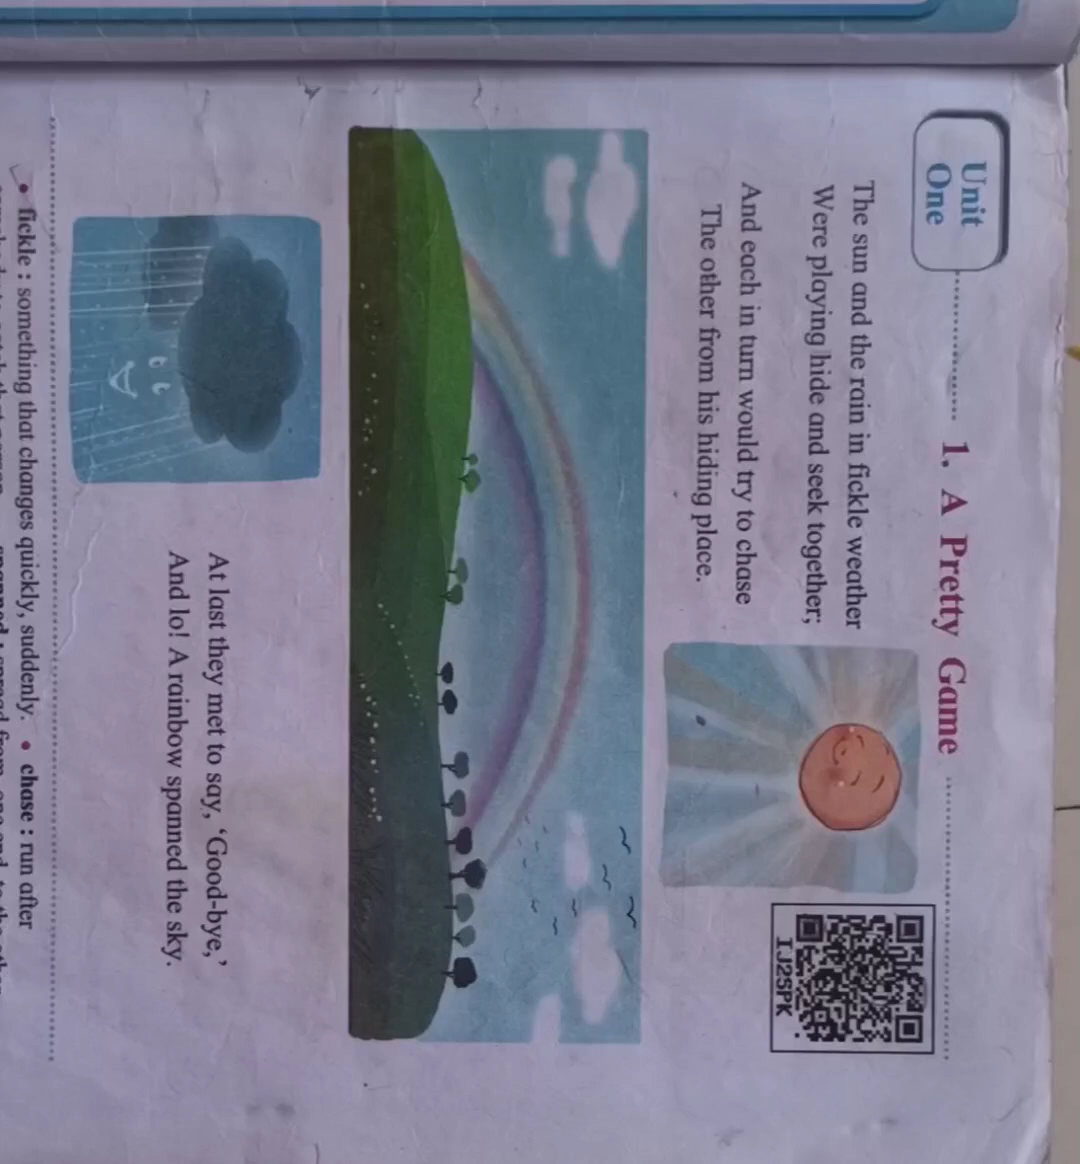 Unit
One
1. A Pretty Game
The sun and the rain in fickle weather
Were playing hide and seek together;
And each in turn would try to chase
The other from his hiding place.
IJ2SPK
At last they met to say, ‘Good-bye,’
And lo! A rainbow spanned the sky.
• fickle : something that changes quickly, suddenly. • chase : run after